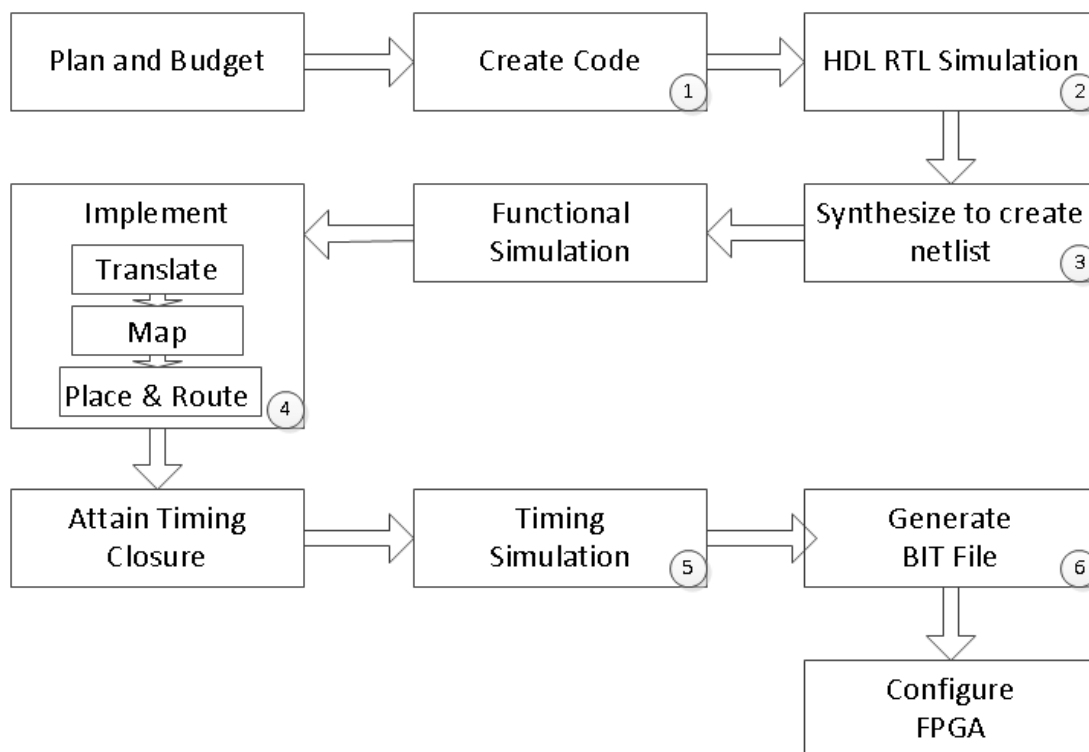 Plan and Budget
Create Code
1
HDL RTL Simulation
2
Synthesize to create
netlist
3
Functional
Simulation
Implement
Translate
Map
Place & Route
4
Attain Timing
Closure
Timing
Simulation
5
Generate
BIT File
6
Configure
FPGA